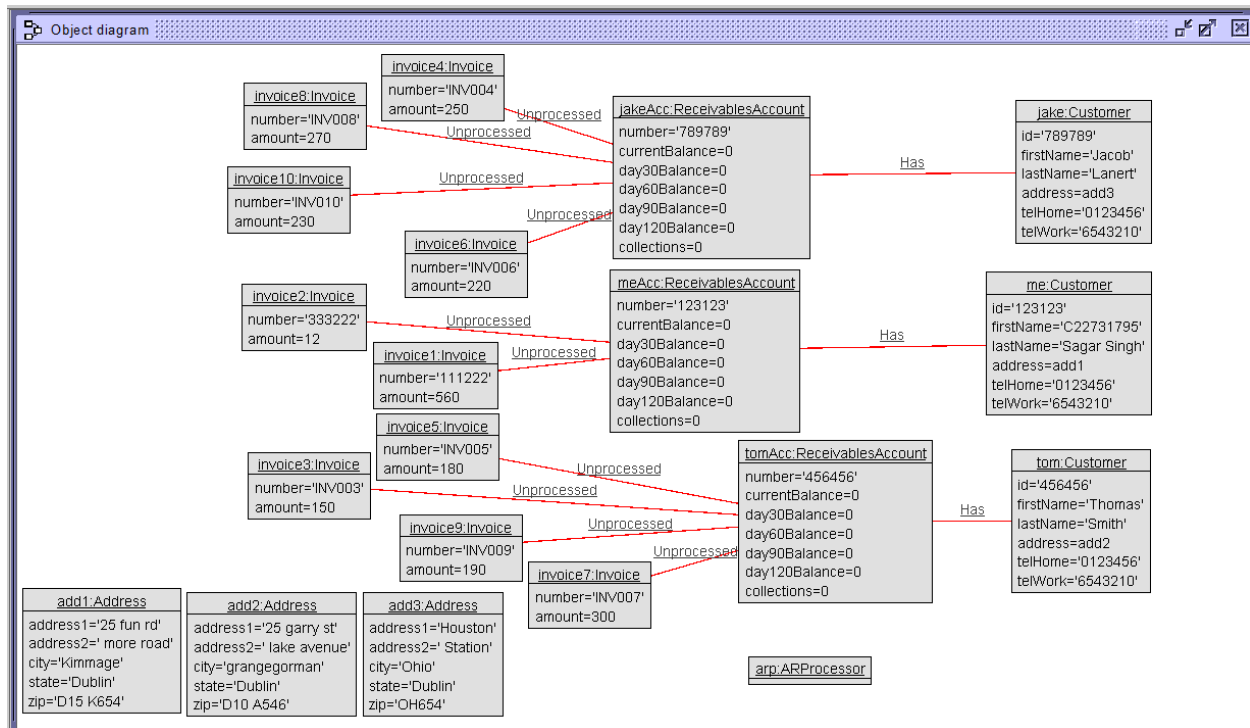 Object diagram
invoice4:Invoice
number='INV004'
amount=250
invoice8:Invoice
number='INV008'
amount=270
invoice10:Invoice
number='INV010'
amount=230
invoice6:Invoice
number='INV006'
amount=220
Unprocessed
Unprocessed
Unprocessed
Unprocessed
jakeAcc:ReceivablesAccount
number='789789'
currentBalance=0
day30Balance=0
day60Balance=0
day90Balance=0
day120Balance=0
collections=0
Has
jake:Customer
id='789789'
firstName='Jacob'
lastName='Lanert'
address=add3
telHome='0123456'
telWork='6543210'
invoice2:Invoice
number='333222'
amount=12
invoice1:Invoice
number='111222'
amount=560
Unprocessed
Unprocessed
meAcc:ReceivablesAccount
number='123123'
currentBalance=0
day30Balance=0
day60Balance=0
day90Balance=0
day120Balance=0
collections=0
Has
me:Customer
id='123123'
firstName='C22731795'
lastName='Sagar Singh'
address=add1
telHome='0123456'
telWork='6543210'
invoice5:Invoice
number='INV005'
amount=180
invoice3:Invoice
number='INV003'
amount=150
invoice9:Invoice
number='INV009'
amount=190
invoice7:Invoice
number='INV007'
amount=300
Unprocessed
Unprocessed
Unprocessed
Unprocessed
tomAcc:ReceivablesAccount
number='456456'
currentBalance=0
day30Balance=0
day60Balance=0
day90Balance=0
day120Balance=0
collections=0
Has
tom:Customer
id='456456'
firstName='Thomas'
lastName='Smith'
address=add2
telHome='0123456'
telWork='6543210'
add1:Address
address1='25 fun rd'
address2=' more road'
city='Kimmage'
state='Dublin'
zip='D15 K654'
add2:Address
address1='25 garry st'
address2=' lake avenue'
city='grangegorman'
state='Dublin'
zip='D10 A546'
add3:Address
address1='Houston'
address2=' Station'
city='Ohio'
state='Dublin'
zip='OH654'
arp:ARProcessor